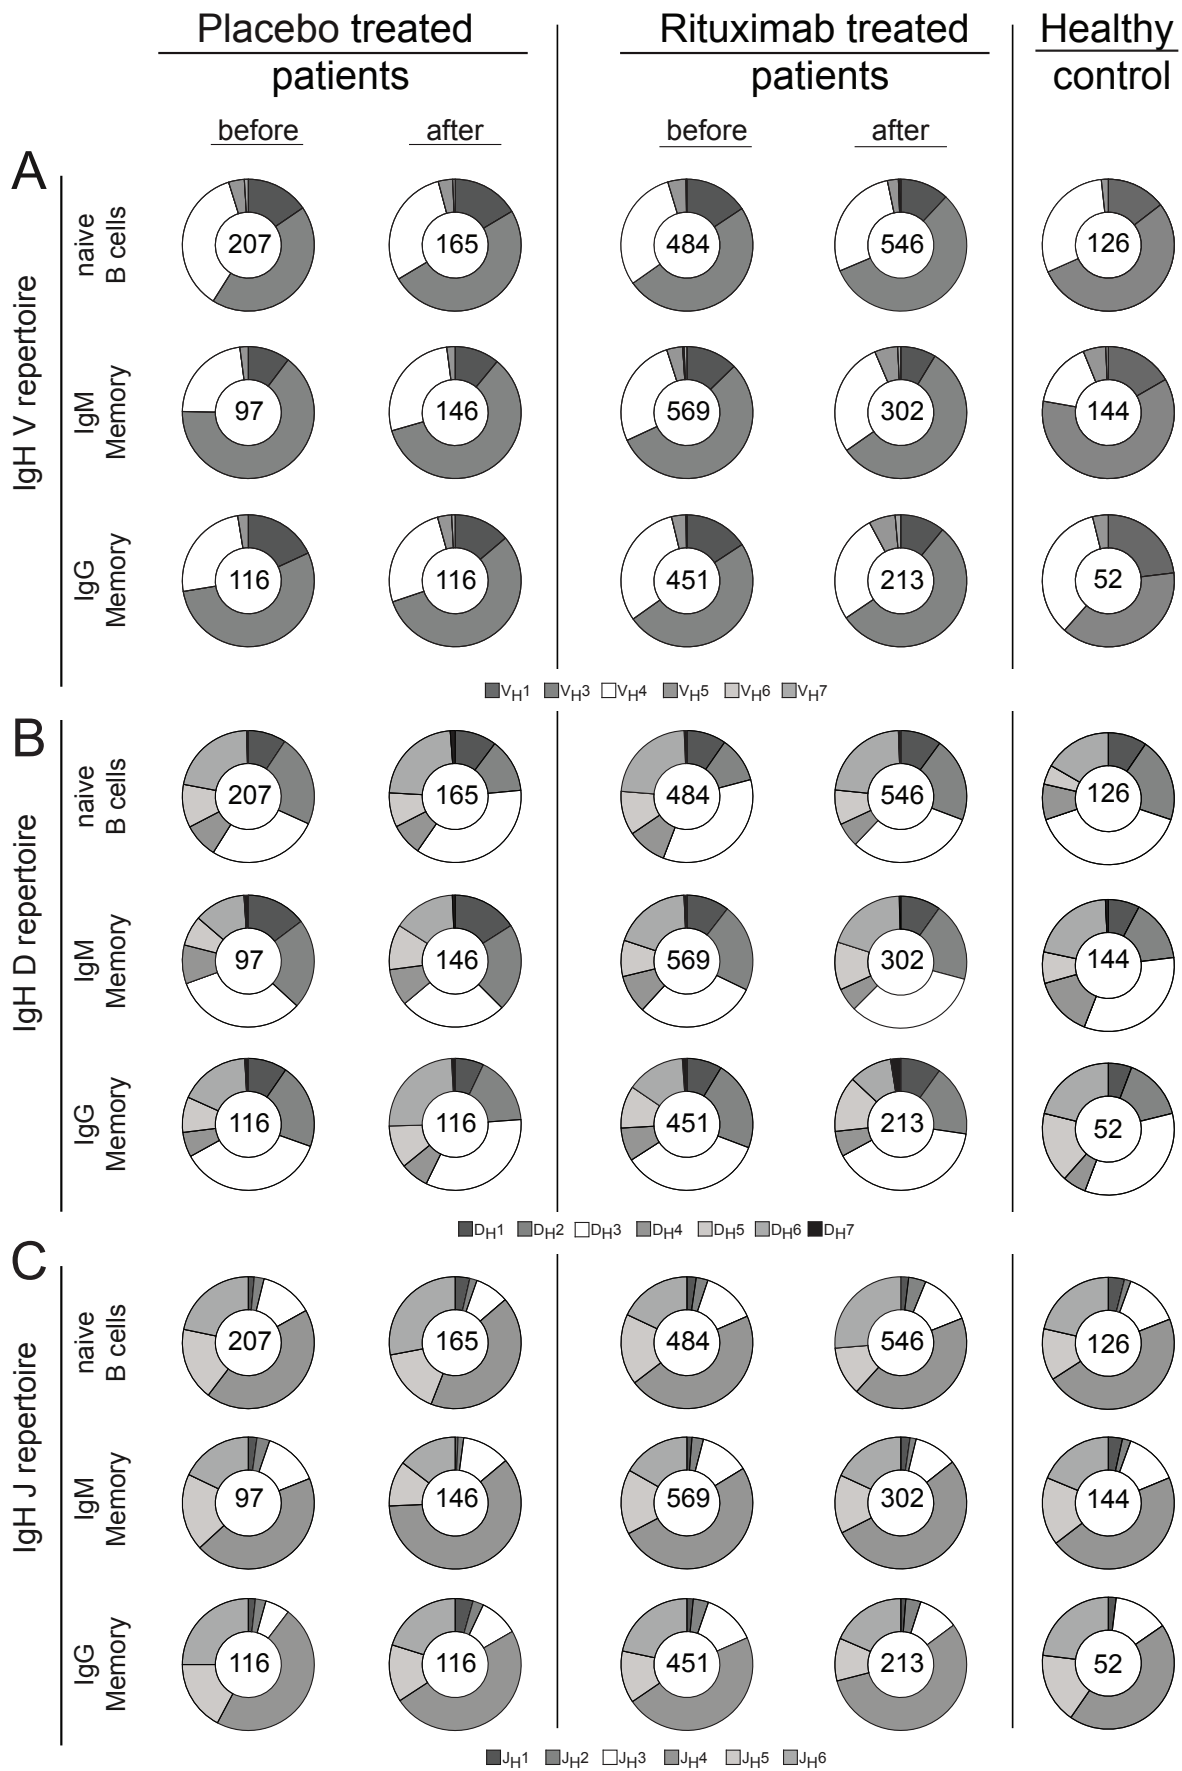 Placebo treated Rituximab treated Healthy
patients patients control
before after before after
A
IgH V repertoire
naive
B cells
207 165 484 546 126
IgM
Memory
97 146 569 302 144
IgG
Memory
116 116 451 213 52
VH1 VH3 VH4 VH5 VH6 VH7
B
IgH D repertoire
naive
B cells
207 165 484 546 126
IgM
Memory
97 146 569 302 144
IgG
Memory
116 116 451 213 52
DH1 DH2 DH3 DH4 DH5 DH6 DH7
C
IgH J repertoire
naive
B cells
207 165 484 546 126
IgM
Memory
97 146 569 302 144
IgG
Memory
116 116 451 213 52
JH1 JH2 JH3 JH4 JH5 JH6